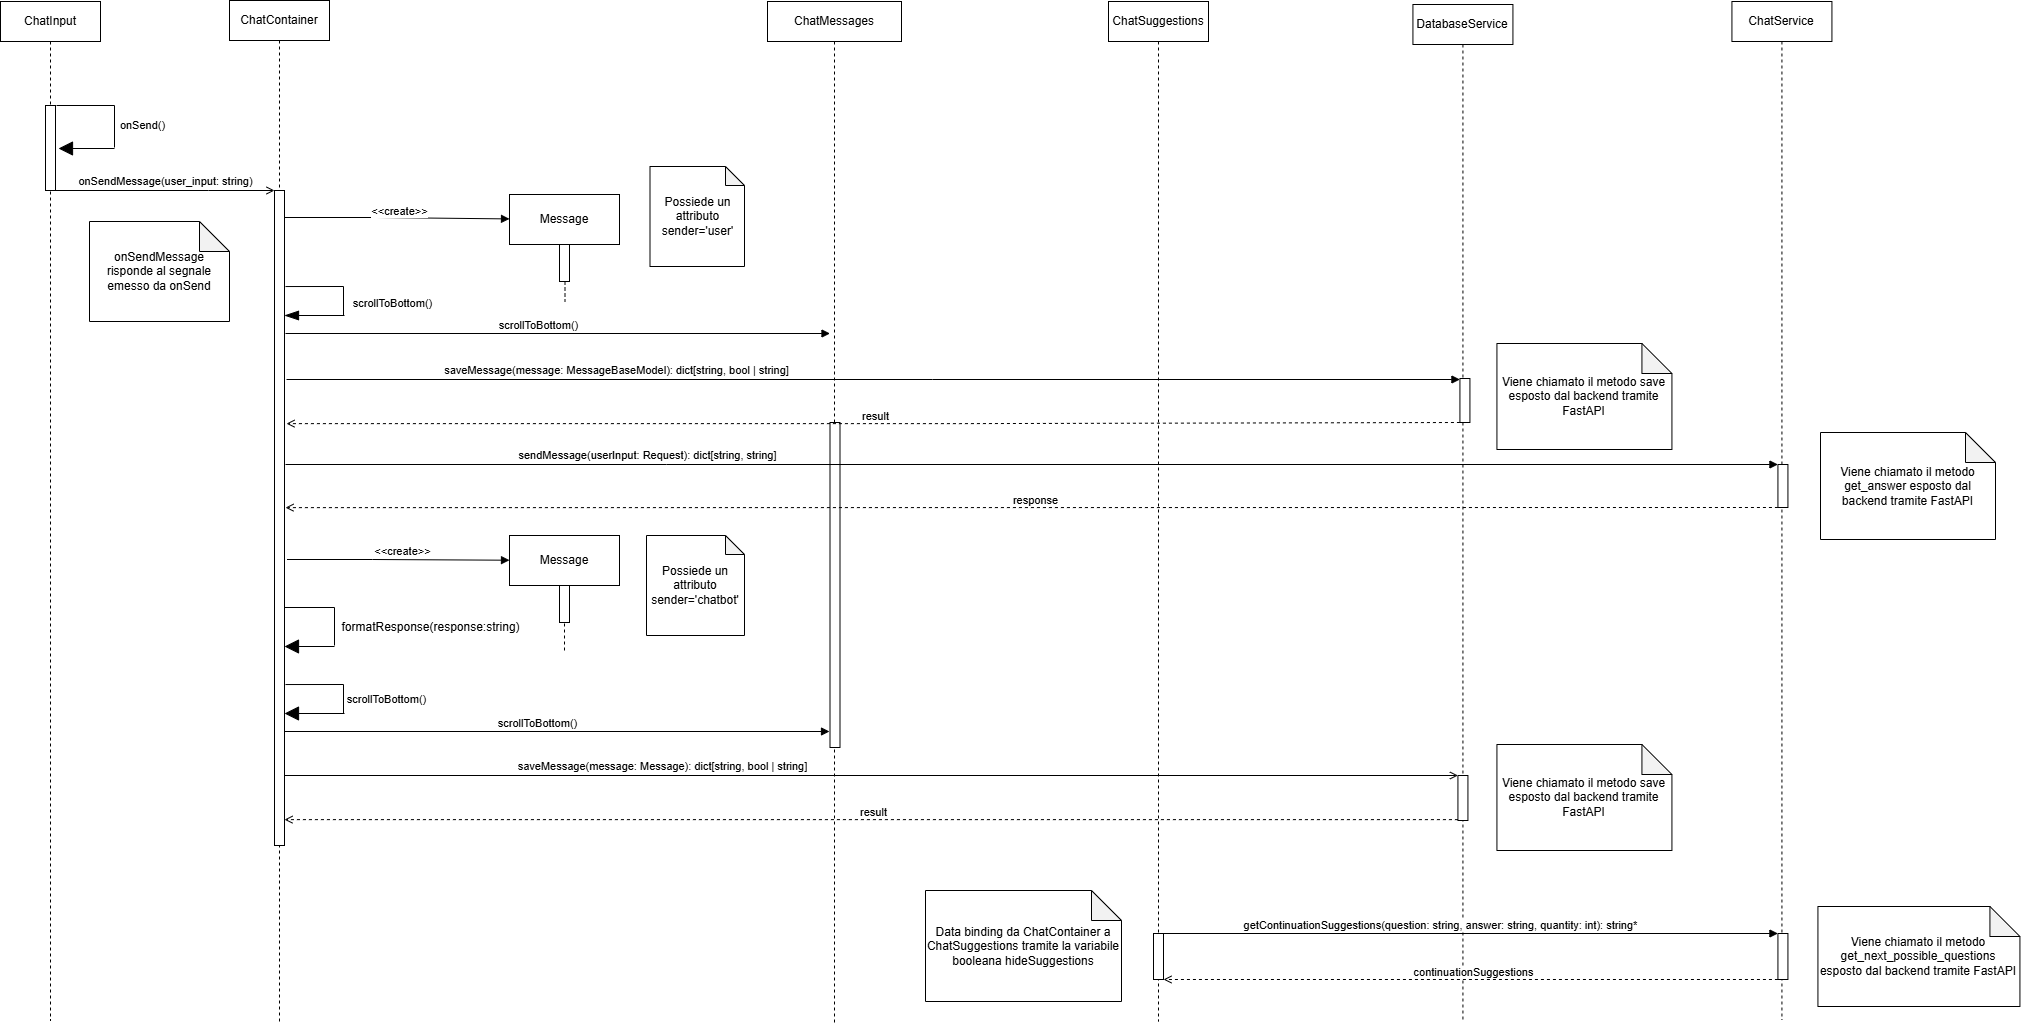 ChatInput
ChatContainer
ChatMessages
ChatSuggestions
DatabaseService
ChatService
onSend()
onSendMessage(user_input: string)
onSendMessage
risponde al segnale
emesso da onSend
<<create>>
Message
Possiede un
attributo
sender='user'
scrollToBottom()
scrollToBottom()
saveMessage(message: MessageBaseModel): dict[string, bool | string]
Viene chiamato il metodo save
esposto dal backend tramite
FastAPI
result
sendMessage(userInput: Request): dict[string, string]
Viene chiamato il metodo
get_answer esposto dal
backend tramite FastAPI
response
<<create>>
Message
Possiede un
attributo
sender='chatbot'
formatResponse(response:string)
scrollToBottom()
scrollToBottom()
saveMessage(message: Message): dict[string, bool | string]
Viene chiamato il metodo save
esposto dal backend tramite
FastAPI
result
Data binding da ChatContainer a
ChatSuggestions tramite la variabile
booleana hideSuggestions
getContinuationSuggestions(question: string, answer: string, quantity: int): string*
continuationSuggestions
Viene chiamato il metodo
get_next_possible_questions
esposto dal backend tramite FastAPI